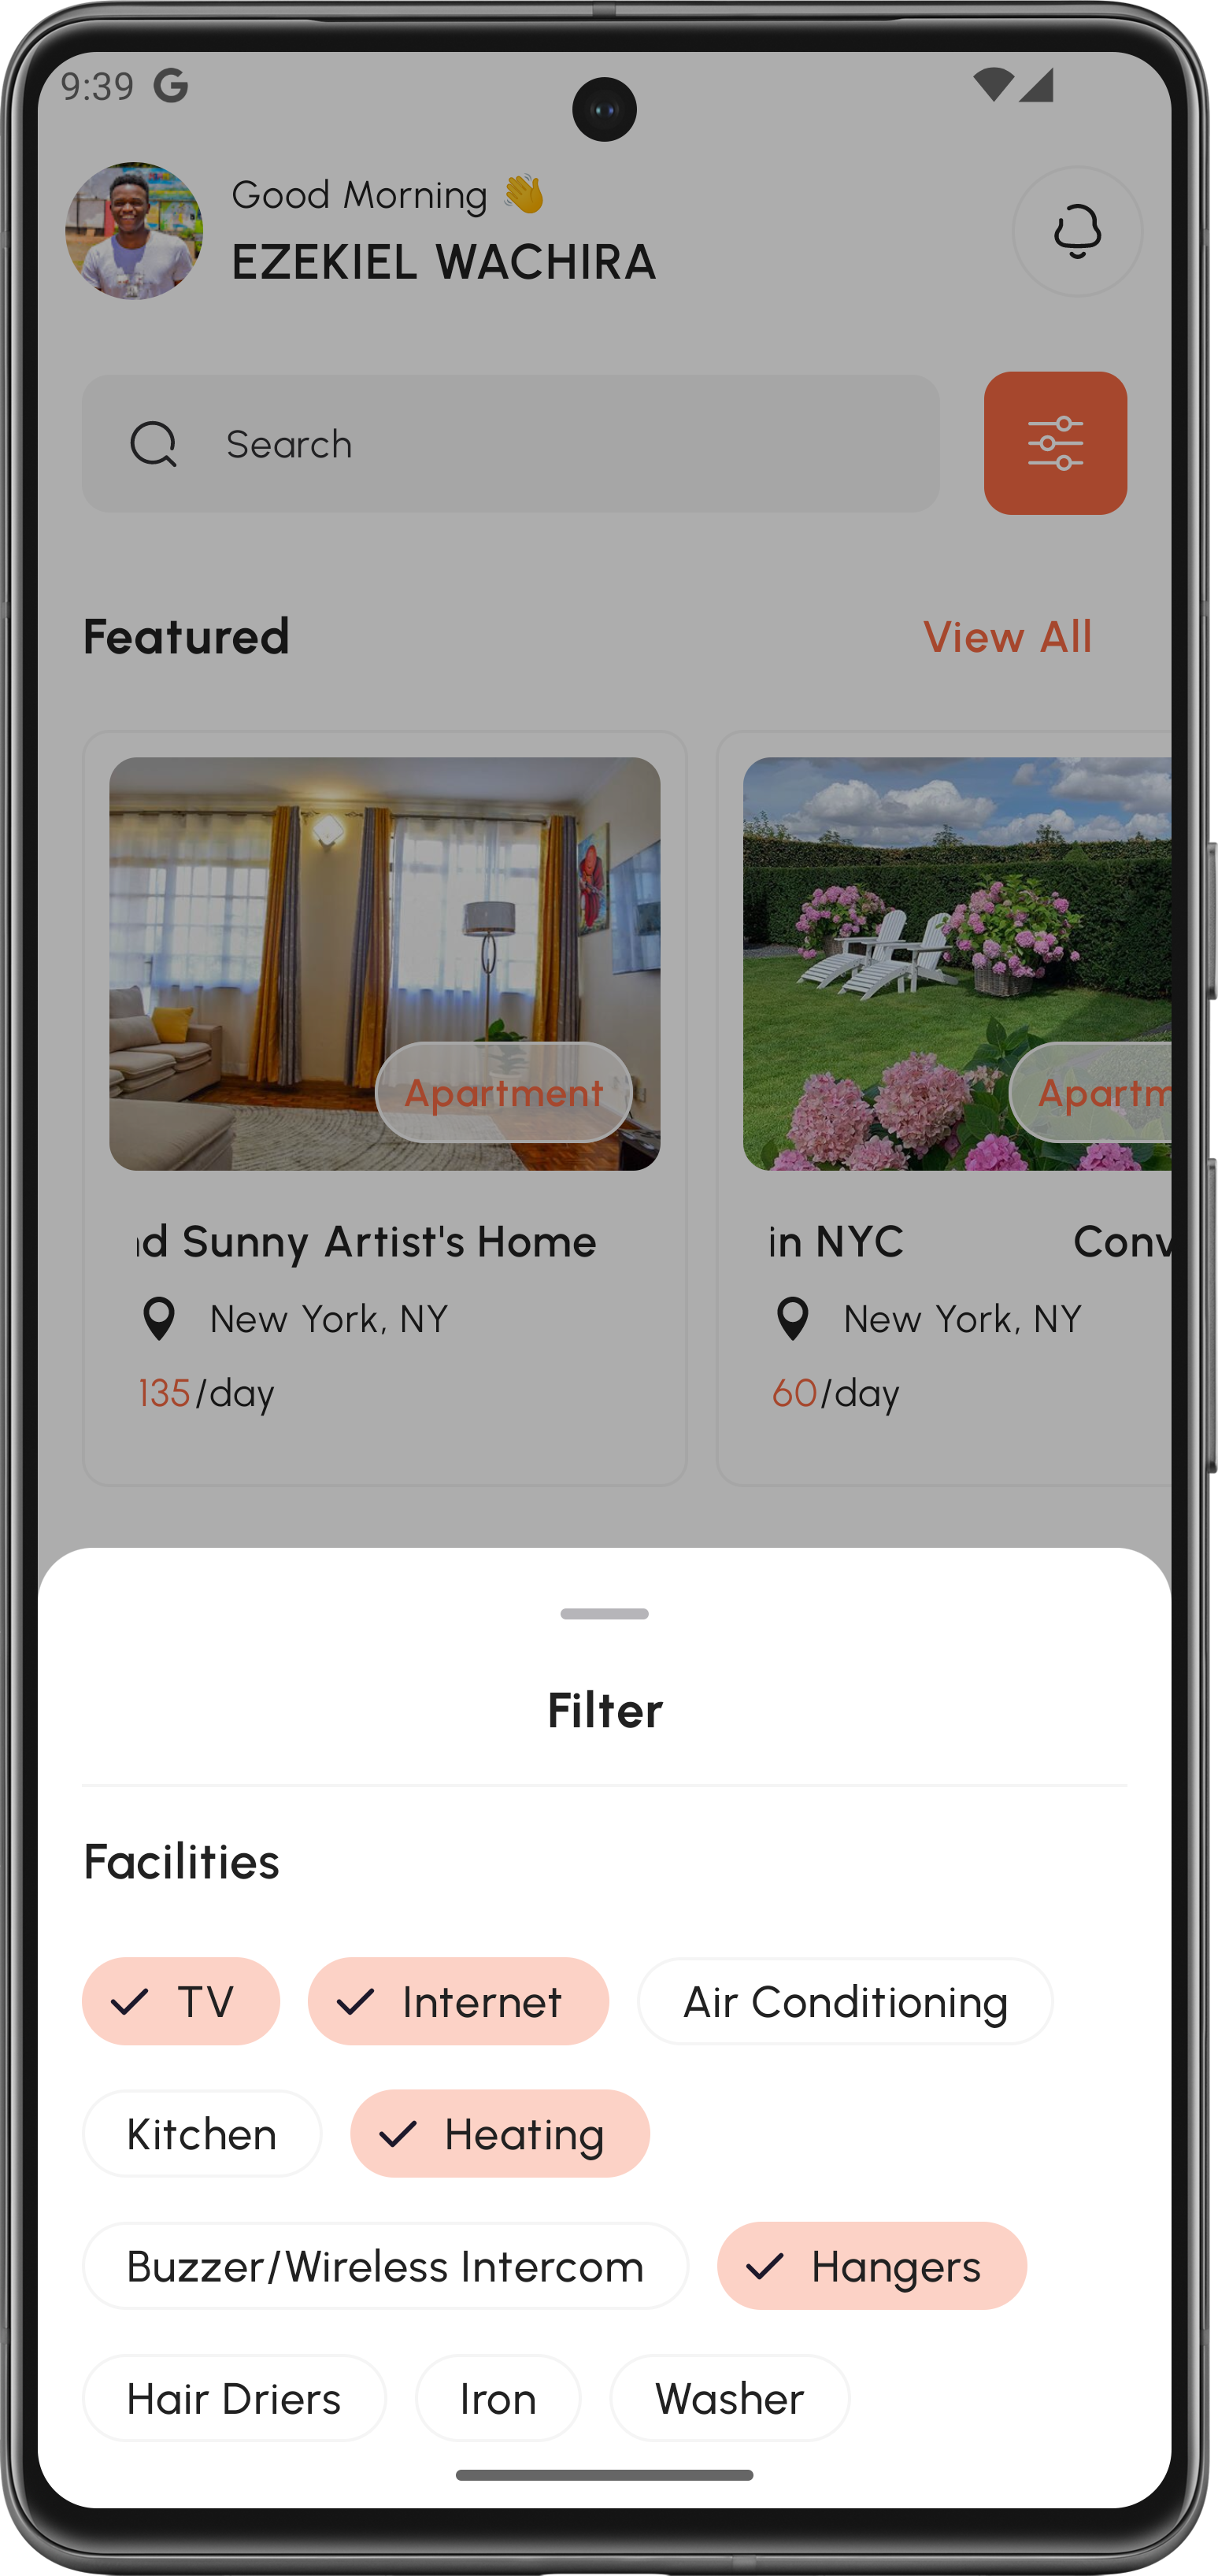 9:39 G
Good Morning 👋
EZEKIEL WACHIRA
Search
Featured
View All
Apartment
Apartm
d Sunny Artist's Home
in NYC Conv
New York, NY
New York, NY
135/day
60/day
Filter
Facilities
TV Internet Air Conditioning
Kitchen Heating
Buzzer/Wireless Intercom Hangers
Hair Driers Iron Washer